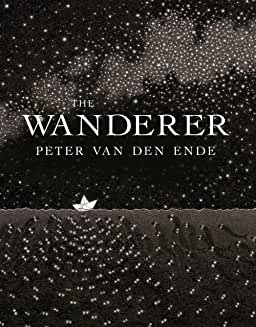 THE
WANDERER
PETER VAN DEN ENDE